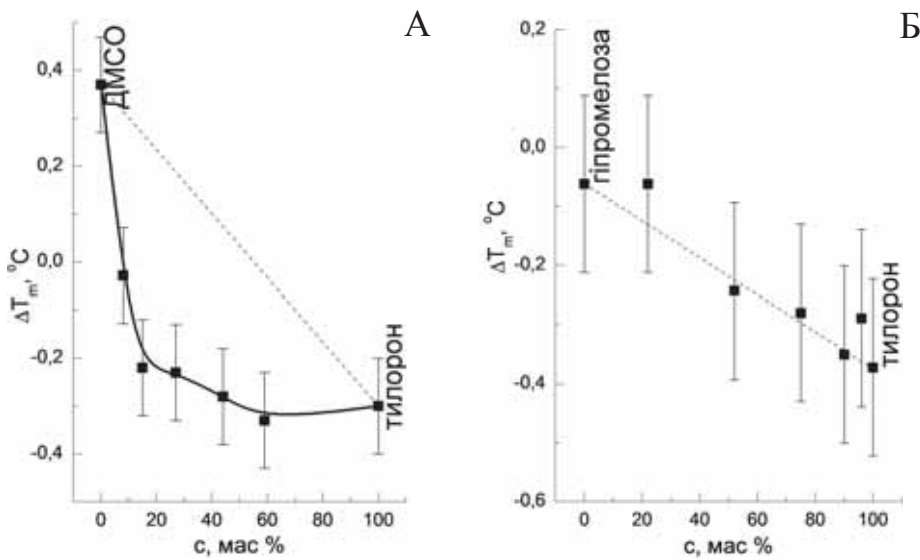 А
ДМСО
тилорон
ΔTm, °C
0,4
0,2
0,0
-0,2
-0,4
0
20
40
60
80
100
c, мас %
Б
гіпромелоза
тилорон
ΔTm, °C
0,2
0,0
-0,2
-0,4
-0,6
0
20
40
60
80
100
c, мас %